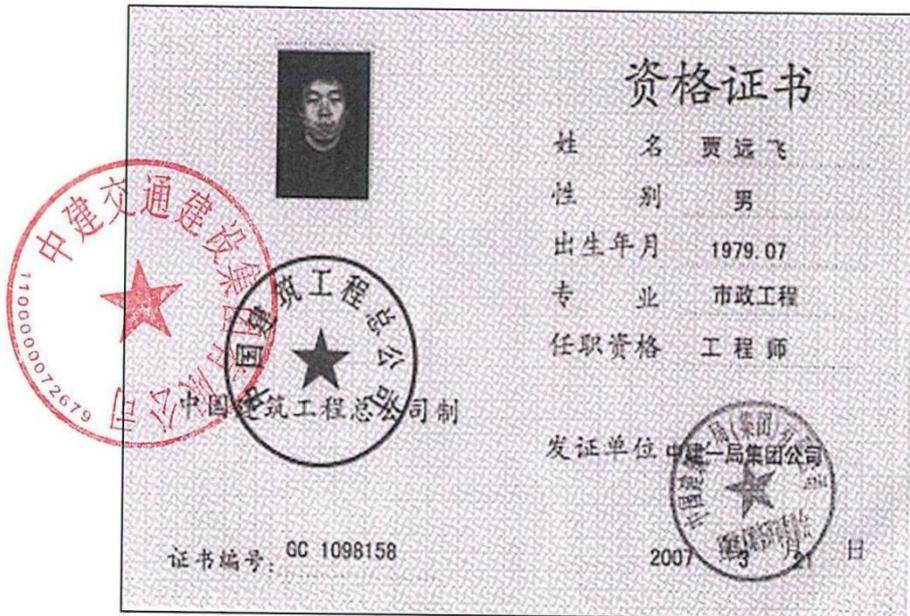 资格证书
姓 名 贾远飞
性 别 男
出生年月 1979.07
专 业 市政工程
任职资格 工程师
发证单位 中建一局集团公司
2007 年 3 月 21 日
中建交通建设集团有限公司
1100000072679
中国建筑工程总公司
中国建筑工程总公司制
证书编号: GC 1098158